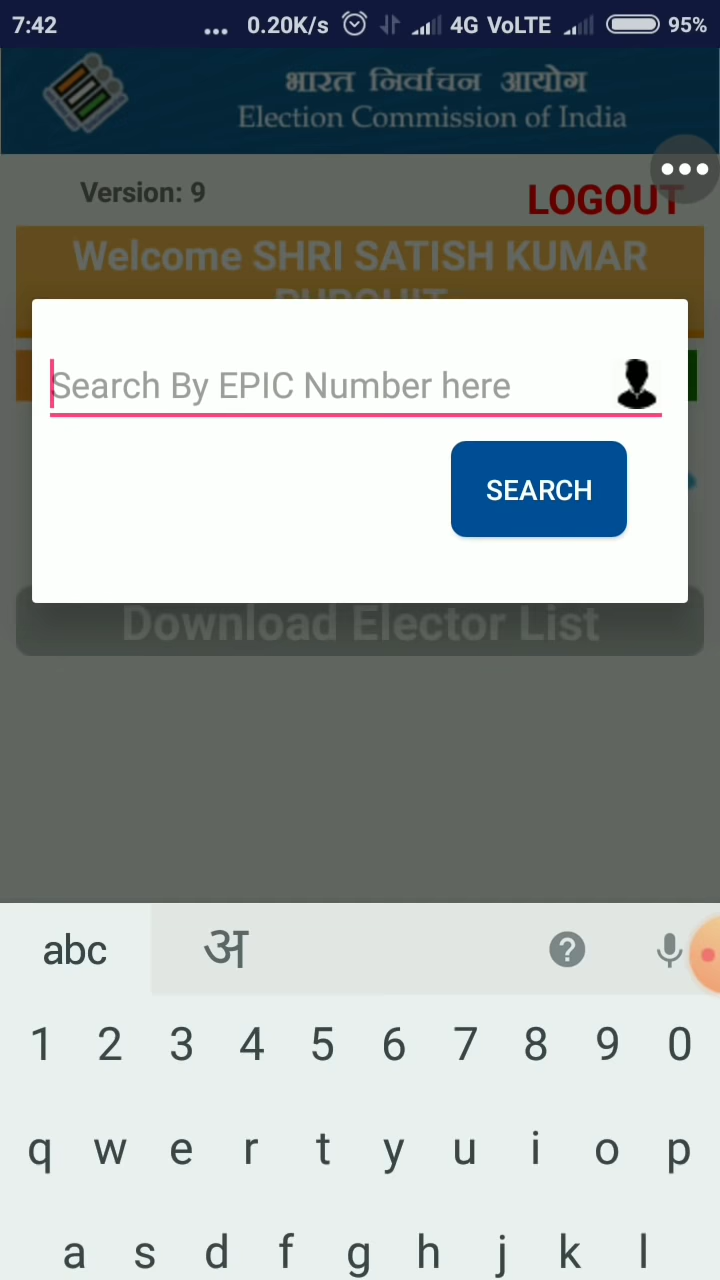 7:42 ... 0.20K/s 4G VoLTE 95%
भारत निर्वाचन आयोग
Election Commission of India
Version: 9
LOGOUT
Welcome SHRI SATISH KUMAR
Search By EPIC Number here
SEARCH
Download Elector List
abc अ ?
1 2 3 4 5 6 7 8 9 0
q w e r t y u i o p
a s d f g h j k l